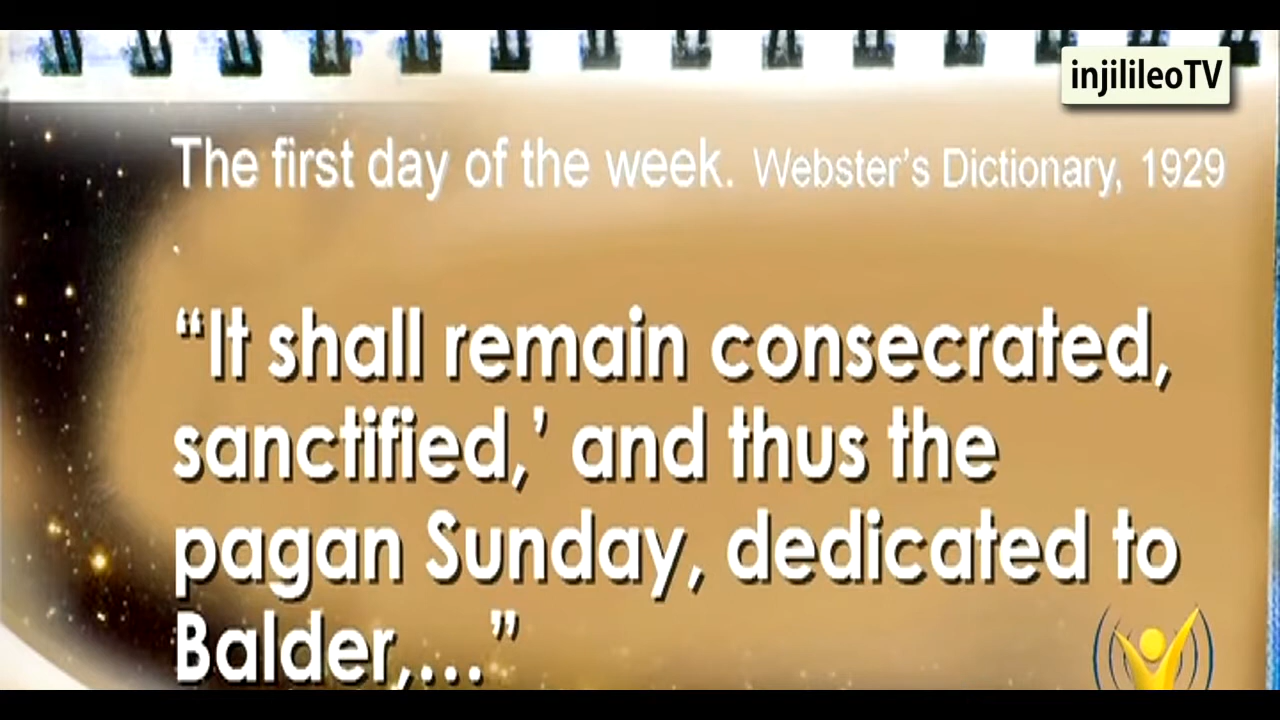 injilileoTV
The first day of the week. Webster's Dictionary, 1929
“It shall remain consecrated,
sanctified,’ and thus the
pagan Sunday, dedicated to
Balder,…”